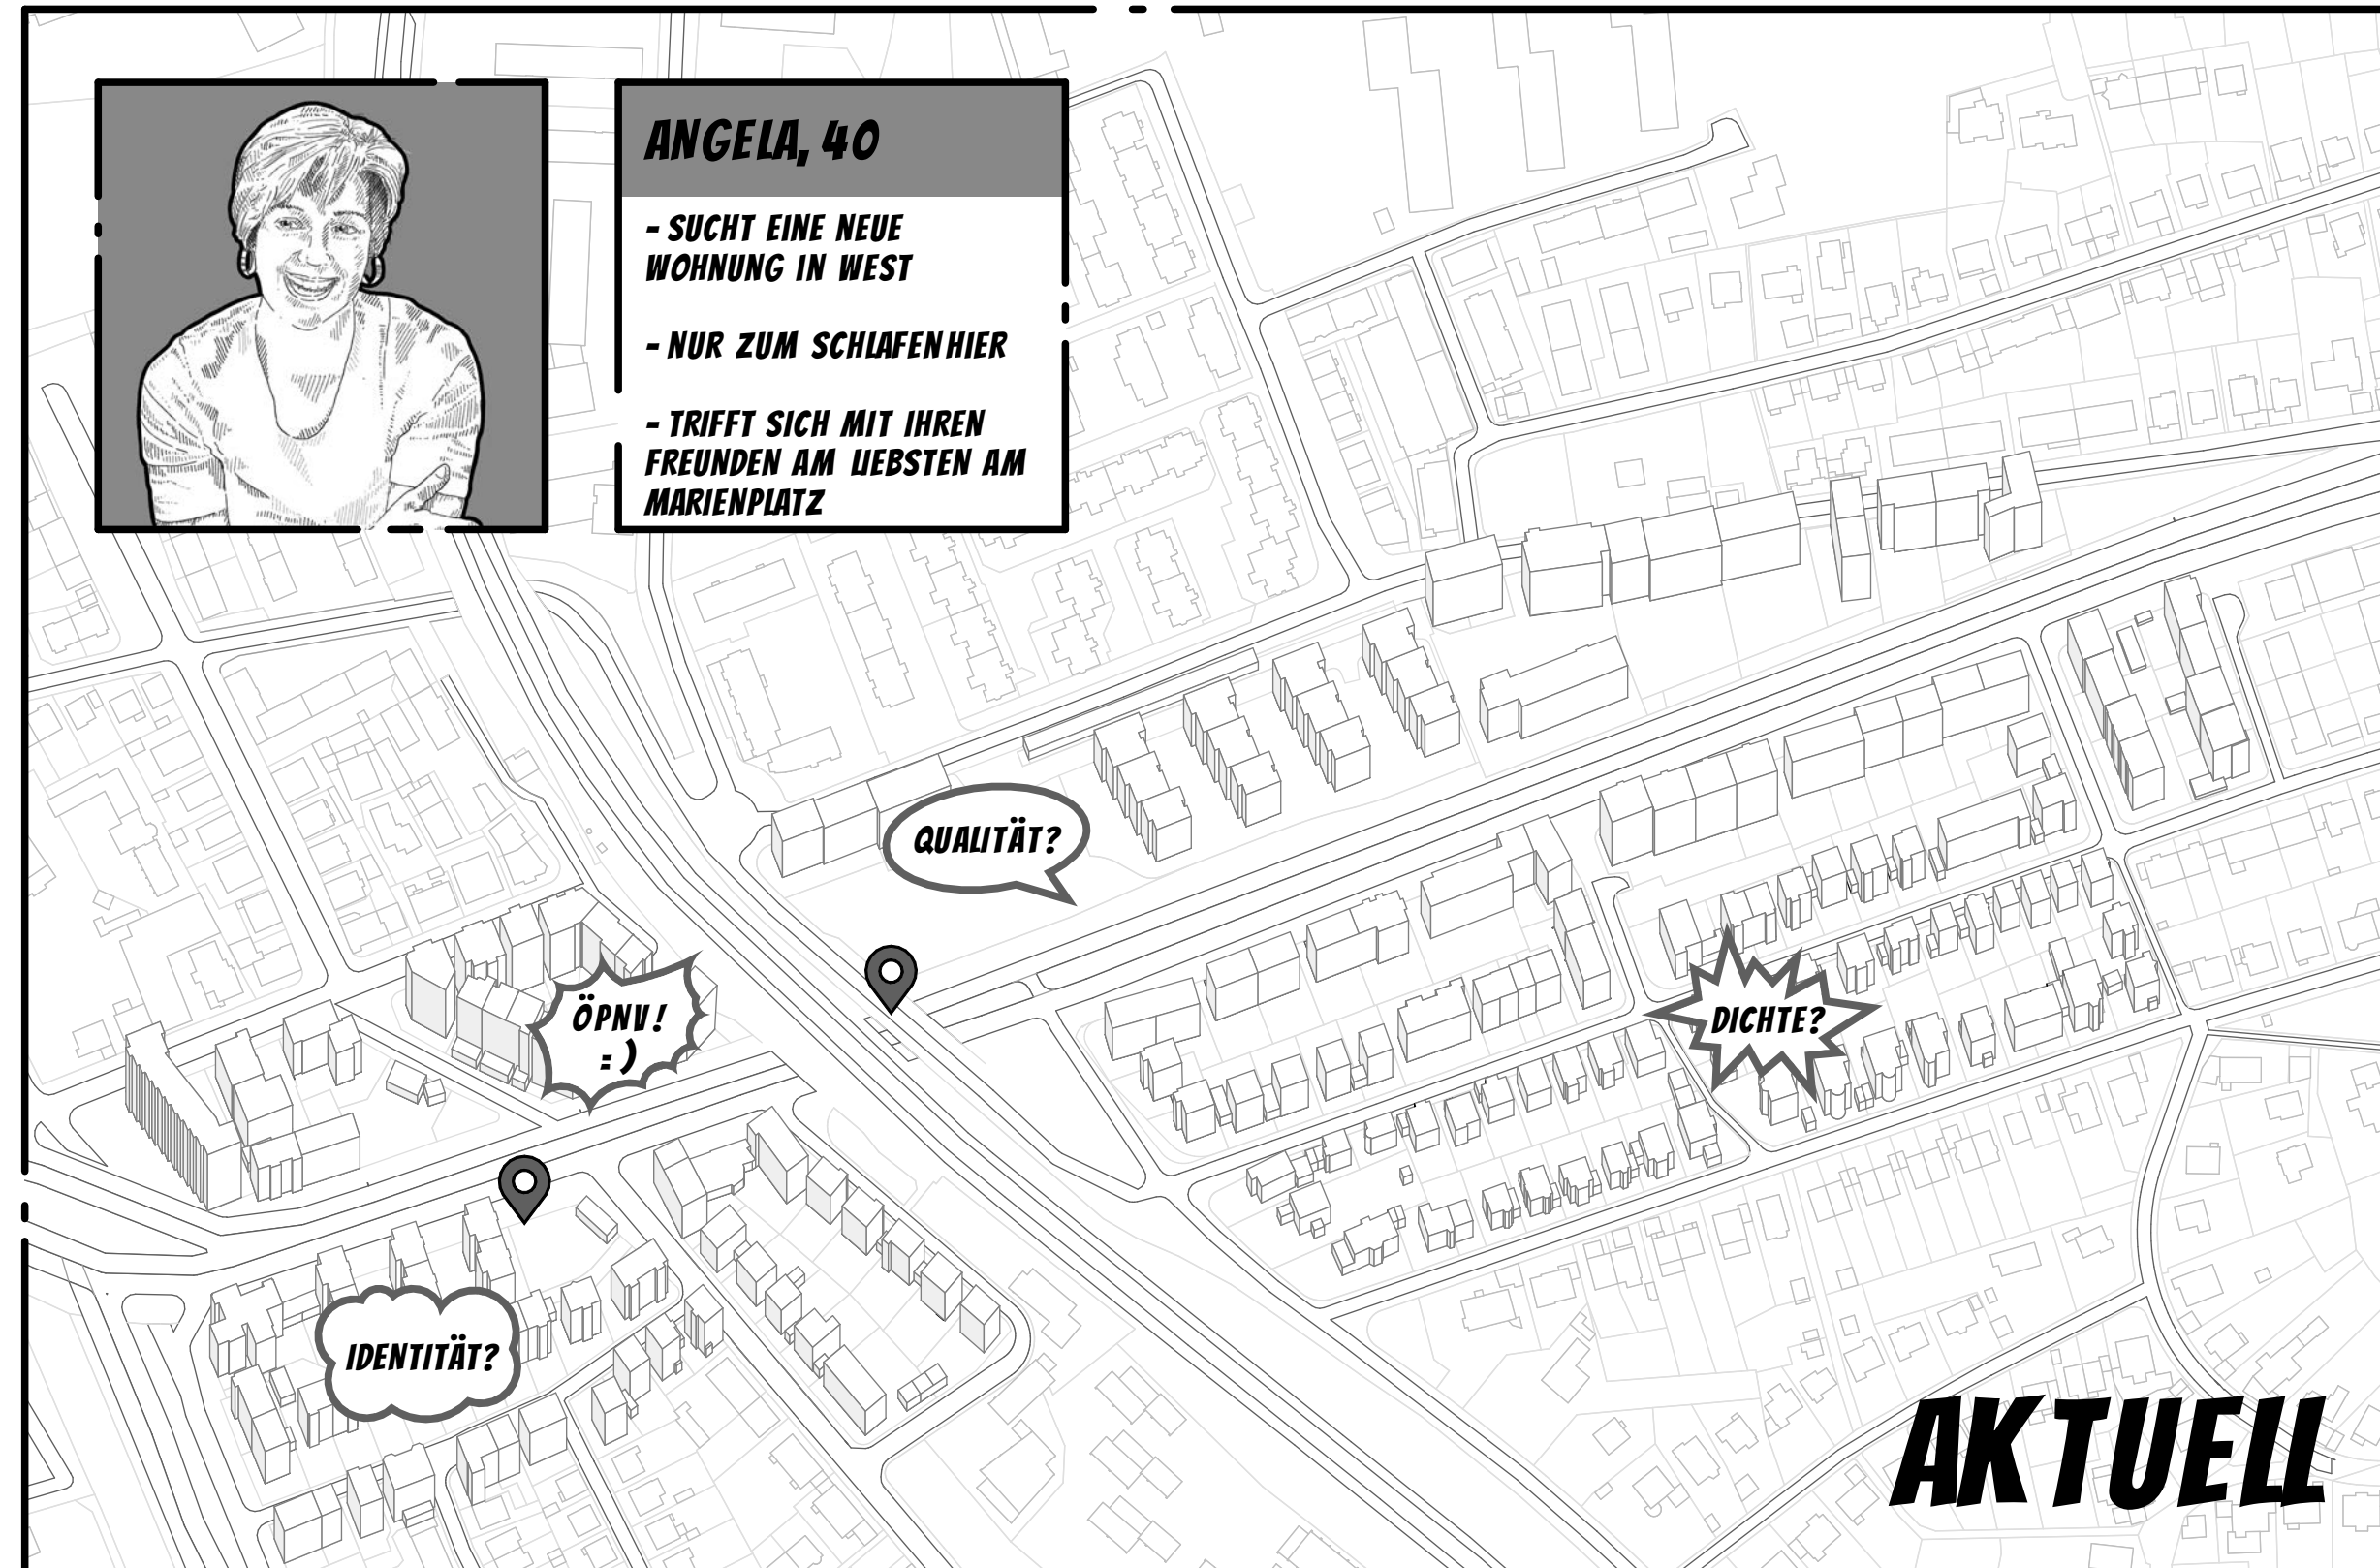 ANGELA, 40
- SUCHT EINE NEUE
WOHNUNG IN WEST
- NUR ZUM SCHLAFEN HIER
- TRIFFT SICH MIT IHREN
FREUNDEN AM LIEBSTEN AM
MARIENPLATZ
QUALITÄT?
ÖPNV!
:)
DICHTE?
IDENTITÄT?
AKTUELL